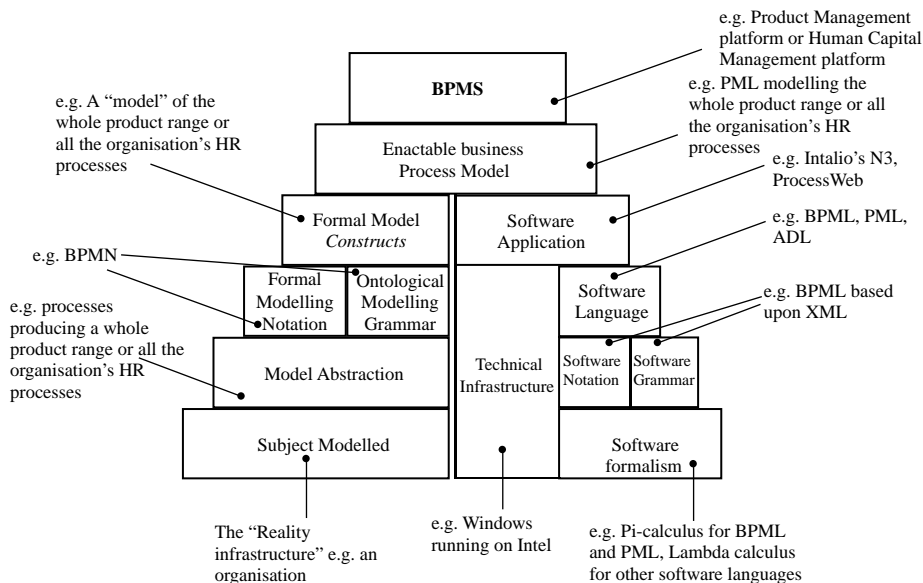 e.g. Product Management
platform or Human Capital
Management platform
BPMS
e.g. PML modelling the
whole product range or all
the organisation's HR
processes
e.g. A “model” of the
whole product range or
all the organisation's HR
processes
Enactable business
Process Model
e.g. Intalio's N3,
ProcessWeb
Formal Model
Constructs
Software
Application
e.g. BPML, PML,
ADL
e.g. BPMN
Formal
Modelling
Notation
Ontological
Modelling
Grammar
Software
Language
e.g. BPML based
upon XML
e.g. processes
producing a whole
product range or all the
organisation's HR
processes
Model Abstraction
Technical
Infrastructure
Software
Notation
Software
Grammar
Subject Modelled
Software
formalism
The “Reality
infrastructure” e.g. an
organisation
e.g. Windows
running on Intel
e.g. Pi-calculus for BPML
and PML, Lambda calculus
for other software languages